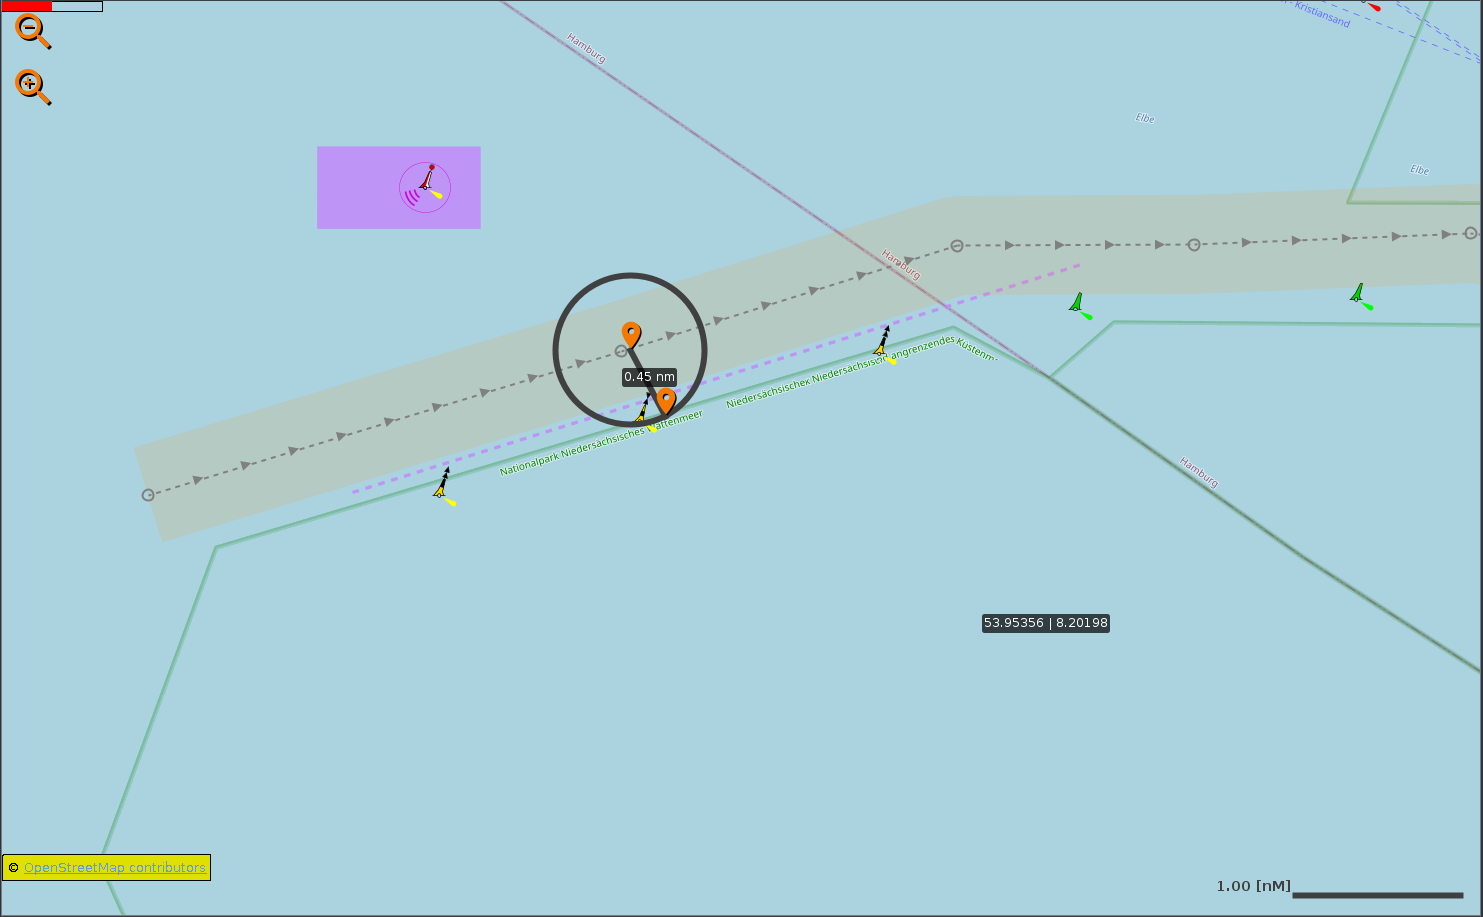 - Kristiansand
Hamburg
Elbe
Elbe
Hamburg
0.45 nm
Niedersächsisches
angrenzendes Küstenm
Niedersächsisch
Nationalpark Niedersächsisches Wattenmeer
Hamburg
53.95356 | 8.20198
© OpenStreetMap contributors
1.00 [nM]